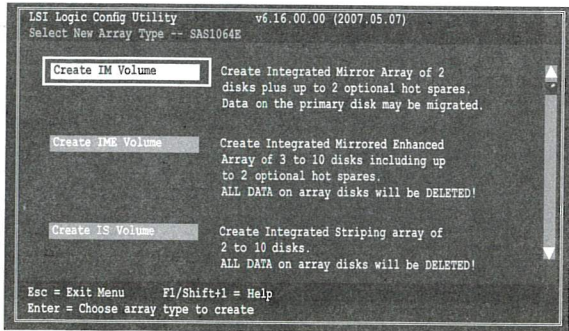 LSI Logic Config Utility v6.16.00.00 (2007.05.07)
Select New Array Type -- SAS1064E
Create IM Volume
Create Integrated Mirror Array of 2
disks plus up to 2 optional hot spares.
Data on the primary disk may be migrated.
Create IME Volume
Create Integrated Mirrored Enhanced
Array of 3 to 10 disks including up
to 2 optional hot spares.
ALL DATA on array disks will be DELETED!
Create IS Volume
Create Integrated Striping array of
2 to 10 disks.
ALL DATA on array disks will be DELETED!
Esc = Exit Menu F1/Shift+1 = Help
Enter = Choose array type to create